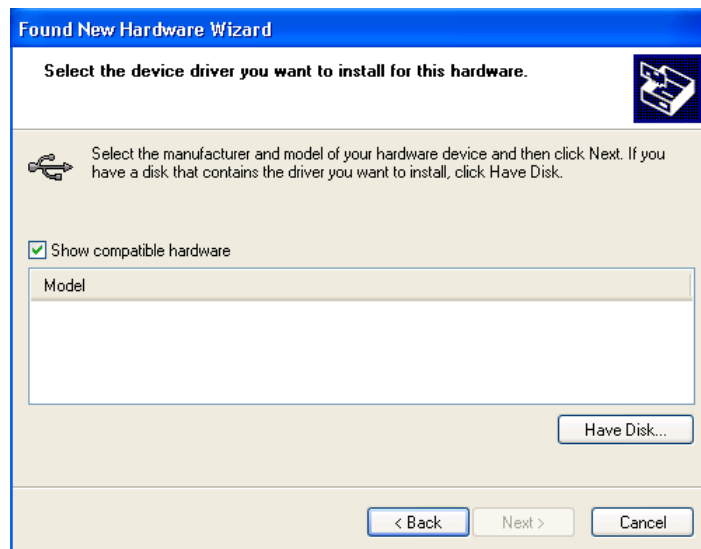 Found New Hardware Wizard
Select the device driver you want to install for this hardware.
Select the manufacturer and model of your hardware device and then click Next. If you
have a disk that contains the driver you want to install, click Have Disk.
Show compatible hardware
Model
Have Disk...
< Back Next > Cancel